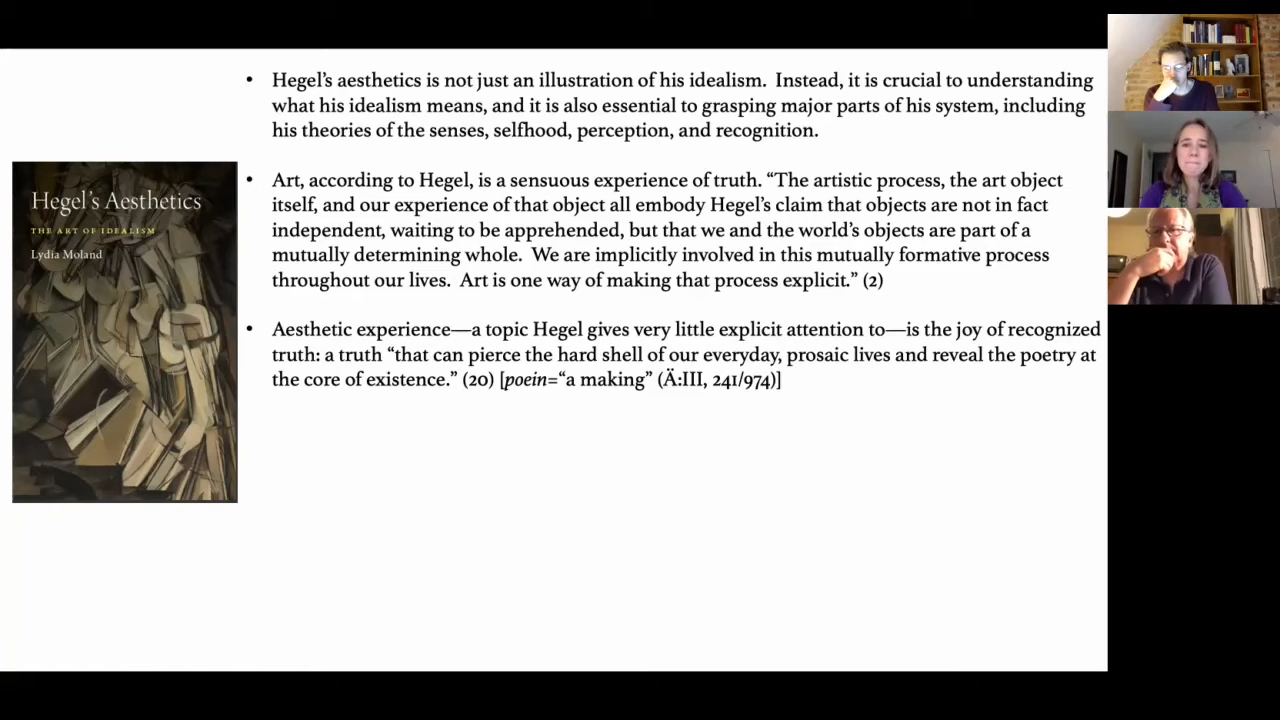 Hegel's Aesthetics
THE ART OF IDEALISM
Lydia Moland
• Hegel's aesthetics is not just an illustration of his idealism. Instead, it is crucial to understanding
what his idealism means, and it is also essential to grasping major parts of his system, including
his theories of the senses, selfhood, perception, and recognition.
• Art, according to Hegel, is a sensuous experience of truth. “The artistic process, the art object
itself, and our experience of that object all embody Hegel's claim that objects are not in fact
independent, waiting to be apprehended, but that we and the world's objects are part of a
mutually determining whole. We are implicitly involved in this mutually formative process
throughout our lives. Art is one way of making that process explicit.” (2)
• Aesthetic experience—a topic Hegel gives very little explicit attention to—is the joy of recognized
truth: a truth “that can pierce the hard shell of our everyday, prosaic lives and reveal the poetry at
the core of existence.” (20) [poein=“a making” (Ä:III, 241/974)]